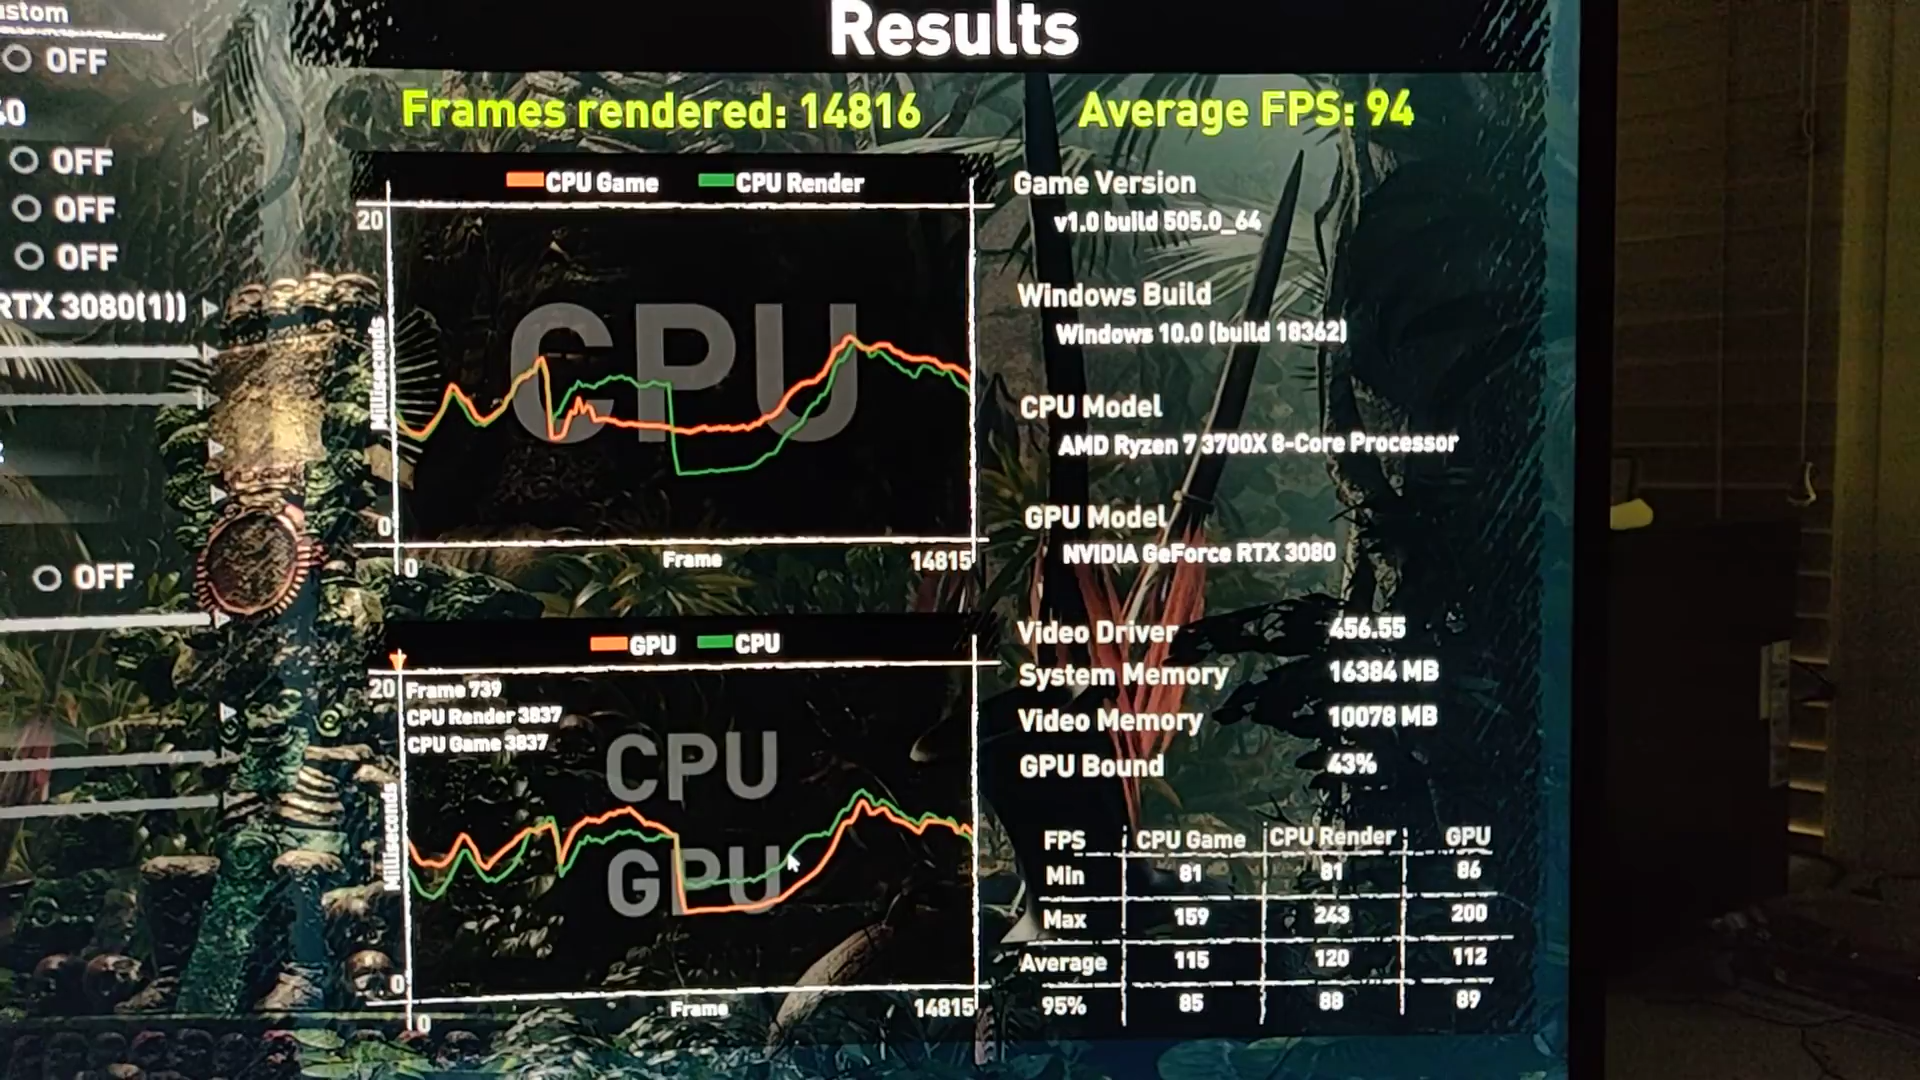 Results
ustom
OFF
40
OFF
OFF
OFF
RTX 3080(1))
OFF
Frames rendered: 14816
Average FPS: 94
CPU Game
CPU Render
20
CPU
Milliseconds
0
0
Frame
14815
GPU
CPU
20
Frame 739
CPU Render 3837
CPU Game 3837
CPU
GPU
Milliseconds
0
0
Frame
14815
Game Version
v1.0 build 505.0_64
Windows Build
Windows 10.0 (build 18362)
CPU Model
AMD Ryzen 7 3700X 8-Core Processor
GPU Model
NVIDIA GeForce RTX 3080
Video Driver 456.55
System Memory 16384 MB
Video Memory 10078 MB
GPU Bound 43%
FPS CPU Game CPU Render GPU
Min 81 81 86
Max 159 243 200
Average 115 120 112
95% 85 88 89